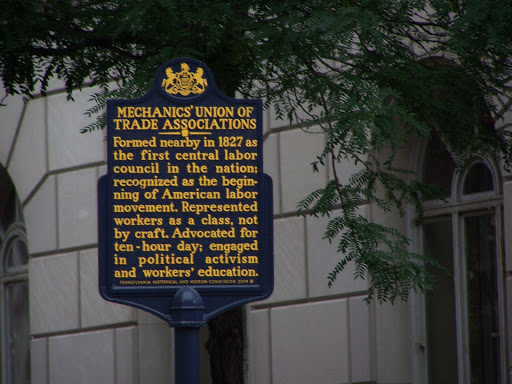 MECHANICS' UNION OF
TRADE ASSOCIATIONS
Formed nearby in 1827 as
the first central labor
council in the nation;
recognized as the begin-
ning of American labor
movement. Represented
workers as a class, not
by craft. Advocated for
ten-hour day; engaged
in political activism
and workers' education.
PENNSYLVANIA HISTORICAL AND MUSEUM COMMISSION 2014 ©